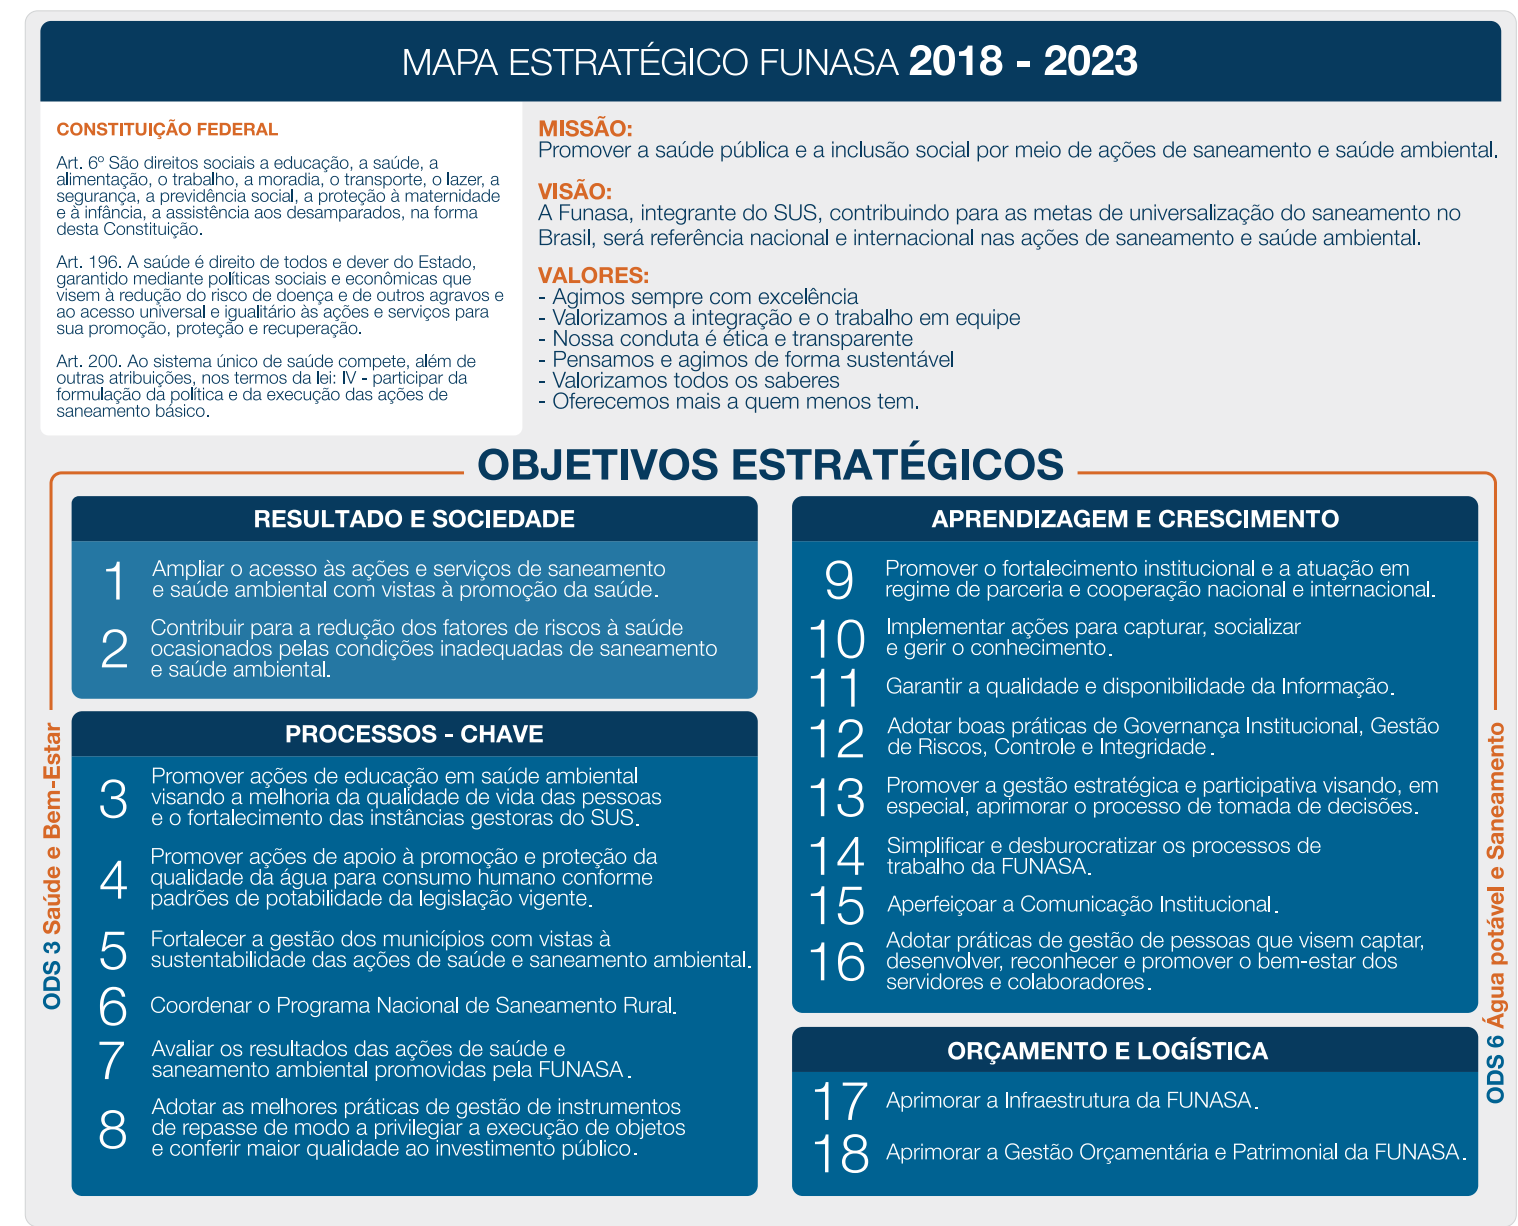 MAPA ESTRATÉGICO FUNASA 2018 - 2023
CONSTITUIÇÃO FEDERAL
Art. 6º São direitos sociais a educação, a saúde, a
alimentação, o trabalho, a moradia, o transporte, o lazer, a
segurança, a previdência social, a proteção à maternidade
e à infância, a assistência aos desamparados, na forma
desta Constituição.
Art. 196. A saúde é direito de todos e dever do Estado,
garantido mediante políticas sociais e econômicas que
visem à redução do risco de doença e de outros agravos e
ao acesso universal e igualitário às ações e serviços para
sua promoção, proteção e recuperação.
Art. 200. Ao sistema único de saúde compete, além de
outras atribuições, nos termos da lei: IV - participar da
formulação da política e da execução das ações de
saneamento básico.
MISSÃO:
Promover a saúde pública e a inclusão social por meio de ações de saneamento e saúde ambiental.
VISÃO:
A Funasa, integrante do SUS, contribuindo para as metas de universalização do saneamento no
Brasil, será referência nacional e internacional nas ações de saneamento e saúde ambiental.
VALORES:
- Agimos sempre com excelência
- Valorizamos a integração e o trabalho em equipe
- Nossa conduta é ética e transparente
- Pensamos e agimos de forma sustentável
- Valorizamos todos os saberes
- Oferecemos mais a quem menos tem.
OBJETIVOS ESTRATÉGICOS
ODS 3 Saúde e Bem-Estar
RESULTADO E SOCIEDADE
1 Ampliar o acesso às ações e serviços de saneamento
e saúde ambiental com vistas à promoção da saúde.
2 Contribuir para a redução dos fatores de riscos à saúde
ocasionados pelas condições inadequadas de saneamento
e saúde ambiental.
PROCESSOS - CHAVE
3 Promover ações de educação em saúde ambiental
visando a melhoria da qualidade de vida das pessoas
e o fortalecimento das instâncias gestoras do SUS.
4 Promover ações de apoio à promoção e proteção da
qualidade da água para consumo humano conforme
padrões de potabilidade da legislação vigente.
5 Fortalecer a gestão dos municípios com vistas à
sustentabilidade das ações de saúde e saneamento ambiental.
6 Coordenar o Programa Nacional de Saneamento Rural.
7 Avaliar os resultados das ações de saúde e
saneamento ambiental promovidas pela FUNASA.
8 Adotar as melhores práticas de gestão de instrumentos
de repasse de modo a privilegiar a execução de objetos
e conferir maior qualidade ao investimento público.
APRENDIZAGEM E CRESCIMENTO
9 Promover o fortalecimento institucional e a atuação em
regime de parceria e cooperação nacional e internacional.
10 Implementar ações para capturar, socializar
e gerir o conhecimento.
11 Garantir a qualidade e disponibilidade da Informação.
12 Adotar boas práticas de Governança Institucional, Gestão
de Riscos, Controle e Integridade.
13 Promover a gestão estratégica e participativa visando, em
especial, aprimorar o processo de tomada de decisões.
14 Simplificar e desburocratizar os processos de
trabalho da FUNASA.
15 Aperfeiçoar a Comunicação Institucional.
16 Adotar práticas de gestão de pessoas que visem captar,
desenvolver, reconhecer e promover o bem-estar dos
servidores e colaboradores.
ORÇAMENTO E LOGÍSTICA
17 Aprimorar a Infraestrutura da FUNASA.
18 Aprimorar a Gestão Orçamentária e Patrimonial da FUNASA.
ODS 6 Água potável e Saneamento